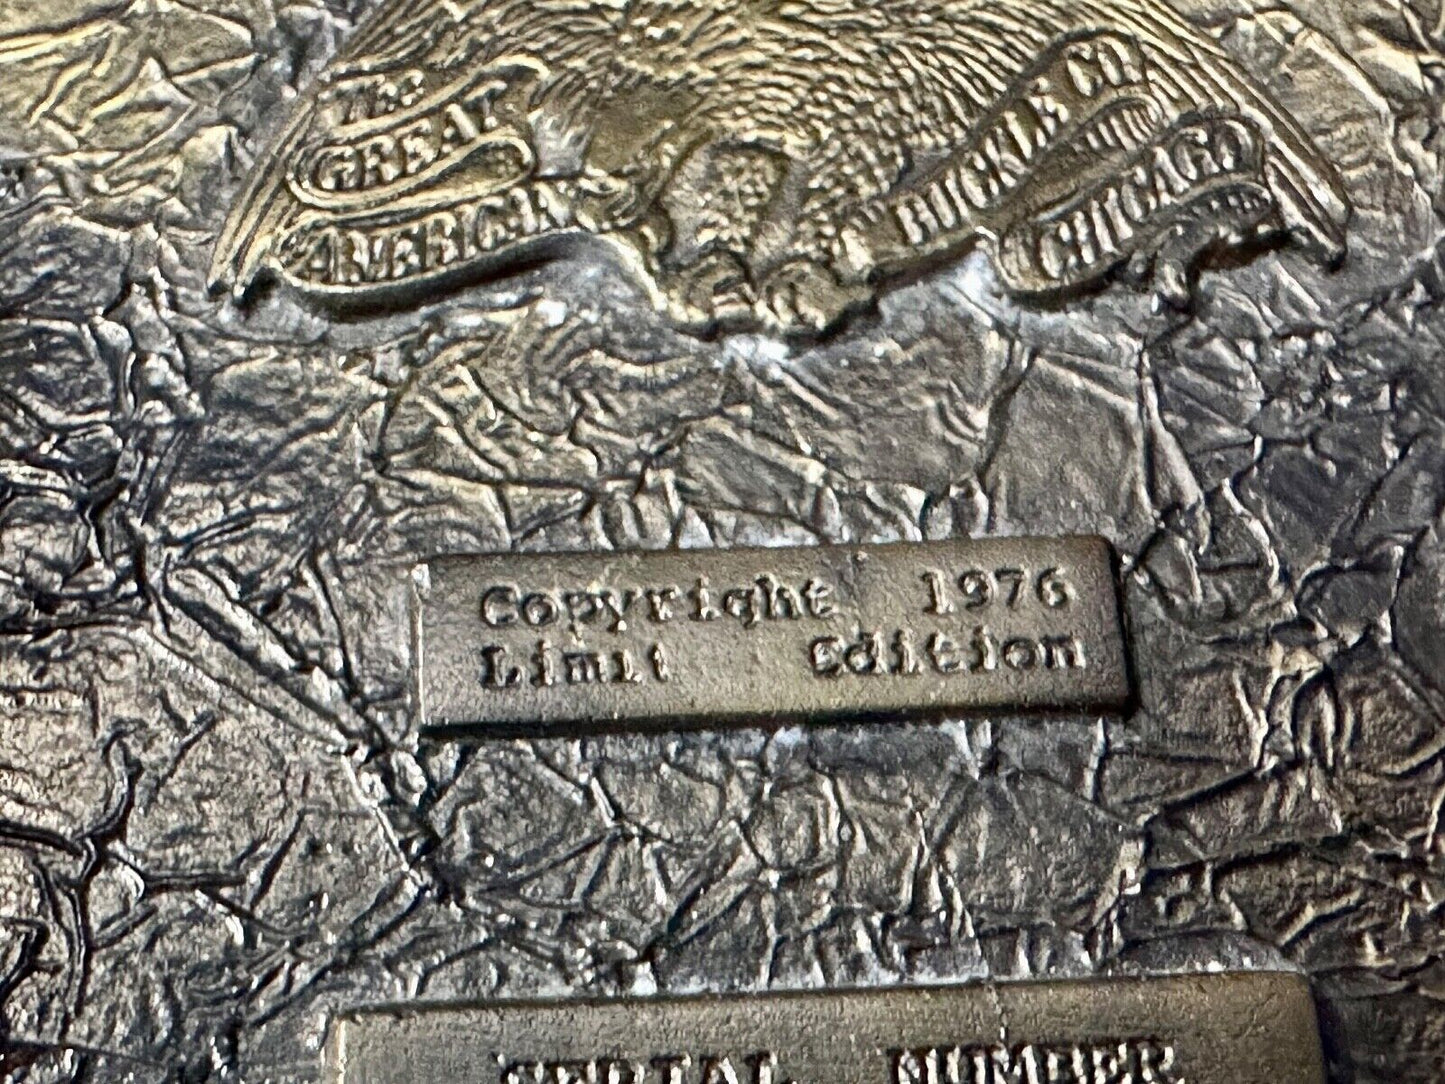 THE
GREAT
AMERICAN
BUCKLE CO.
CHICAGO
Copyright 1976
Limit Edition
SERIAL NUMBER